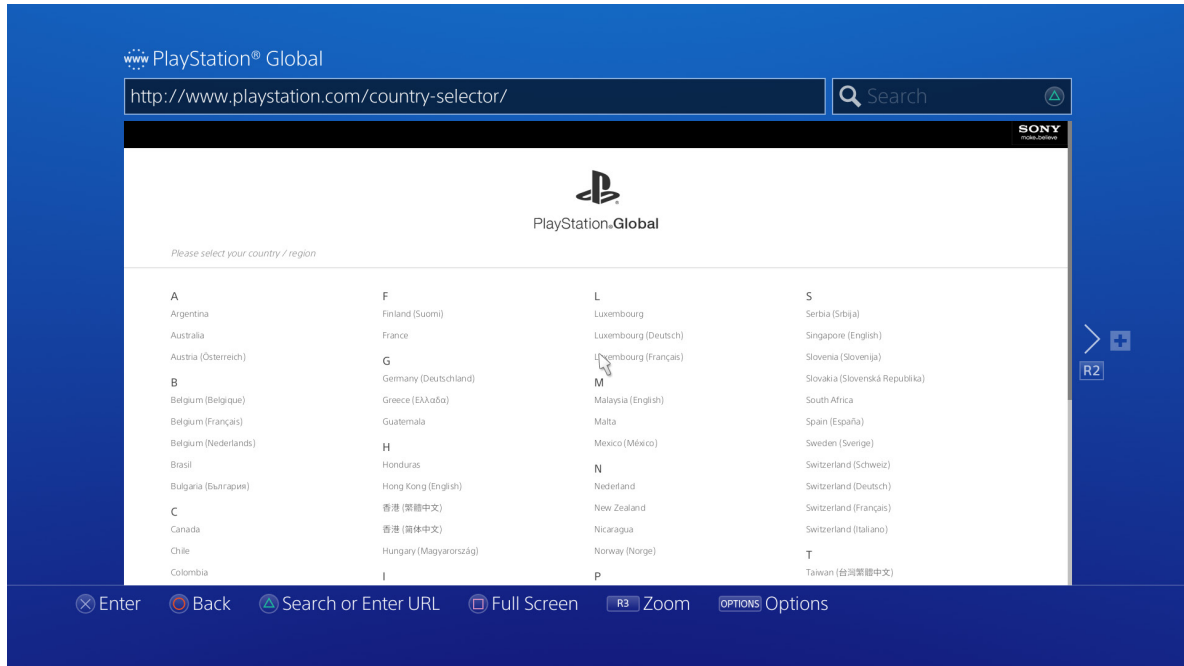 www PlayStation® Global
http://www.playstation.com/country-selector/
Search
SONY
make.believe
PlayStation®Global
Please select your country / region
A
Argentina
Australia
Austria (Österreich)
B
Belgium (Belgique)
Belgium (Français)
Belgium (Nederlands)
Brasil
Bulgaria (България)
C
Canada
Chile
Colombia
F
Finland (Suomi)
France
G
Germany (Deutschland)
Greece (Ελλαδα)
Guatemala
H
Honduras
Hong Kong (English)
香港 (繁體中文)
香港 (简体中文)
Hungary (Magyarország)
I
L
Luxembourg
Luxembourg (Deutsch)
Luxembourg (Français)
M
Malaysia (English)
Malta
Mexico (México)
N
Nederland
New Zealand
Nicaragua
Norway (Norge)
P
S
Serbia (Srbija)
Singapore (English)
Slovenia (Slovenija)
Slovakia (Slovenská Republika)
South Africa
Spain (España)
Sweden (Sverige)
Switzerland (Schweiz)
Switzerland (Deutsch)
Switzerland (Français)
Switzerland (Italiano)
T
Taiwan (台灣繁體中文)
R2
Enter Back Search or Enter URL Full Screen R3 Zoom OPTIONS Options